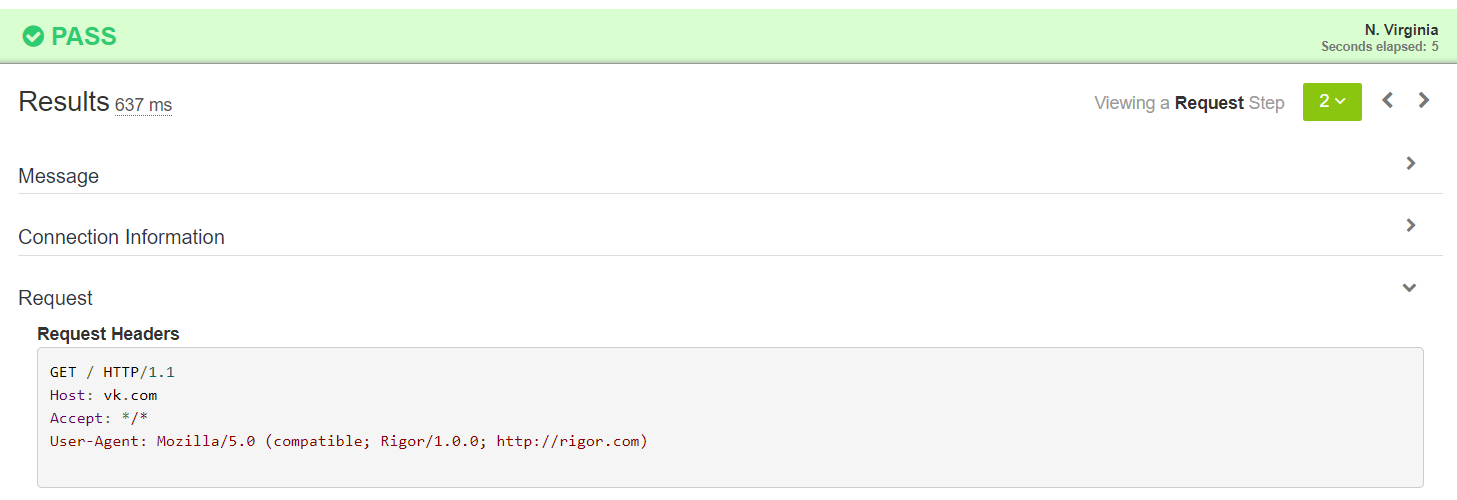 PASS
N. Virginia
Seconds elapsed: 5
Results 637 ms
Viewing a Request Step
2
Message
Connection Information
Request
Request Headers
GET / HTTP/1.1
Host: vk.com
Accept: */*
User-Agent: Mozilla/5.0 (compatible; Rigor/1.0.0; http://rigor.com)